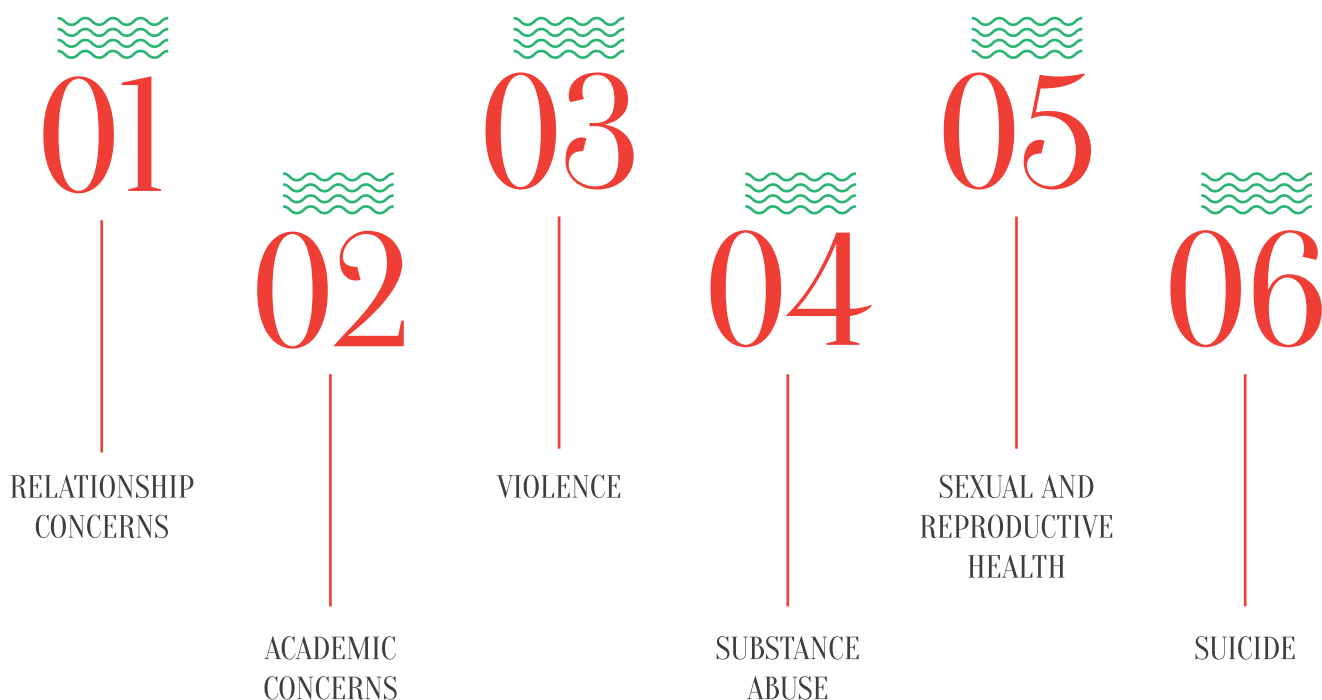 01
RELATIONSHIP
CONCERNS
02
ACADEMIC
CONCERNS
03
VIOLENCE
04
SUBSTANCE
ABUSE
05
SEXUAL AND
REPRODUCTIVE
HEALTH
06
SUICIDE